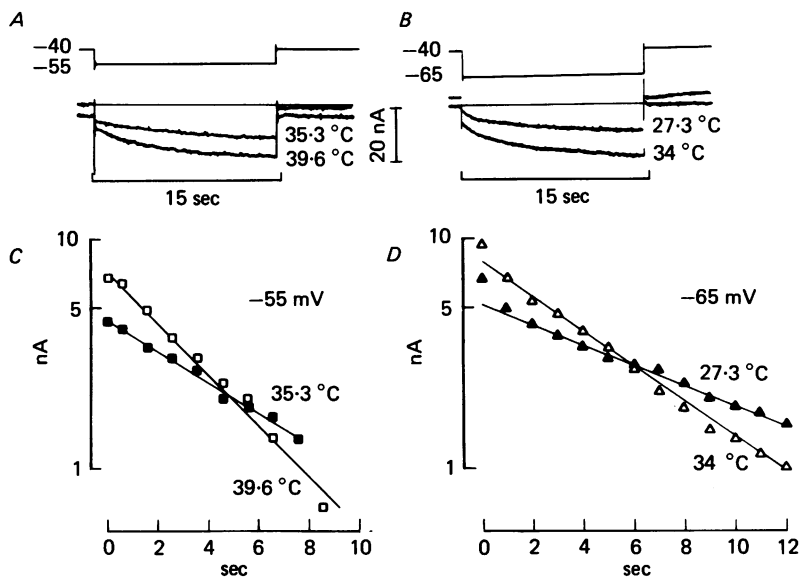 A
−40
−55
35·3 °C
39·6 °C
20 nA
15 sec
B
−40
−65
27·3 °C
34 °C
15 sec
C
10
5
1
nA
−55 mV
35·3 °C
39·6 °C
0 2 4 6 8 10
sec
D
10
5
1
nA
−65 mV
27·3 °C
34 °C
0 2 4 6 8 10 12
sec